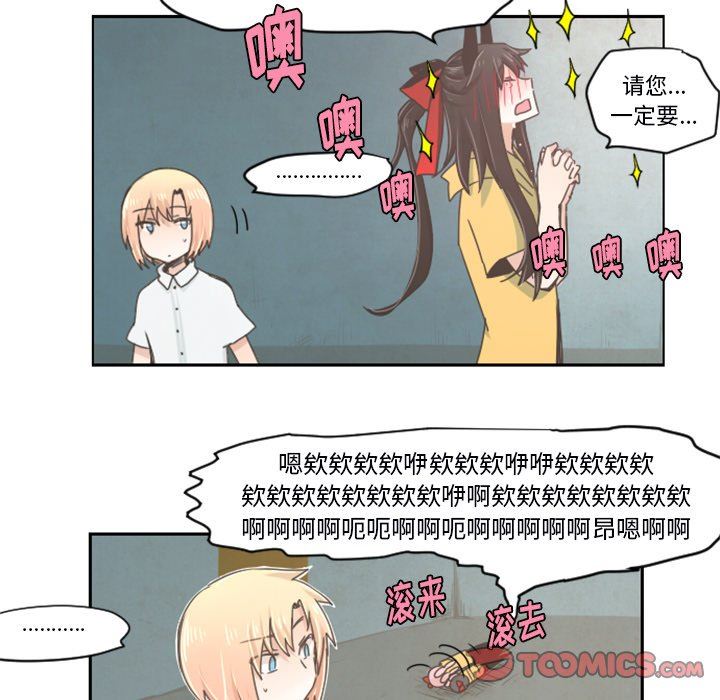 噢
噢
请您...
一定要...
................
噢
噢
噢
噢
嗯欸欸欸欸咿欸欸欸咿咿欸欸欸欸
欸欸欸欸欸欸欸欸咿啊欸欸欸欸欸欸欸欸
啊啊啊啊呃呃啊啊呃啊啊啊啊啊昂嗯啊啊
滚来
滚去
............
TOOMICS.COM